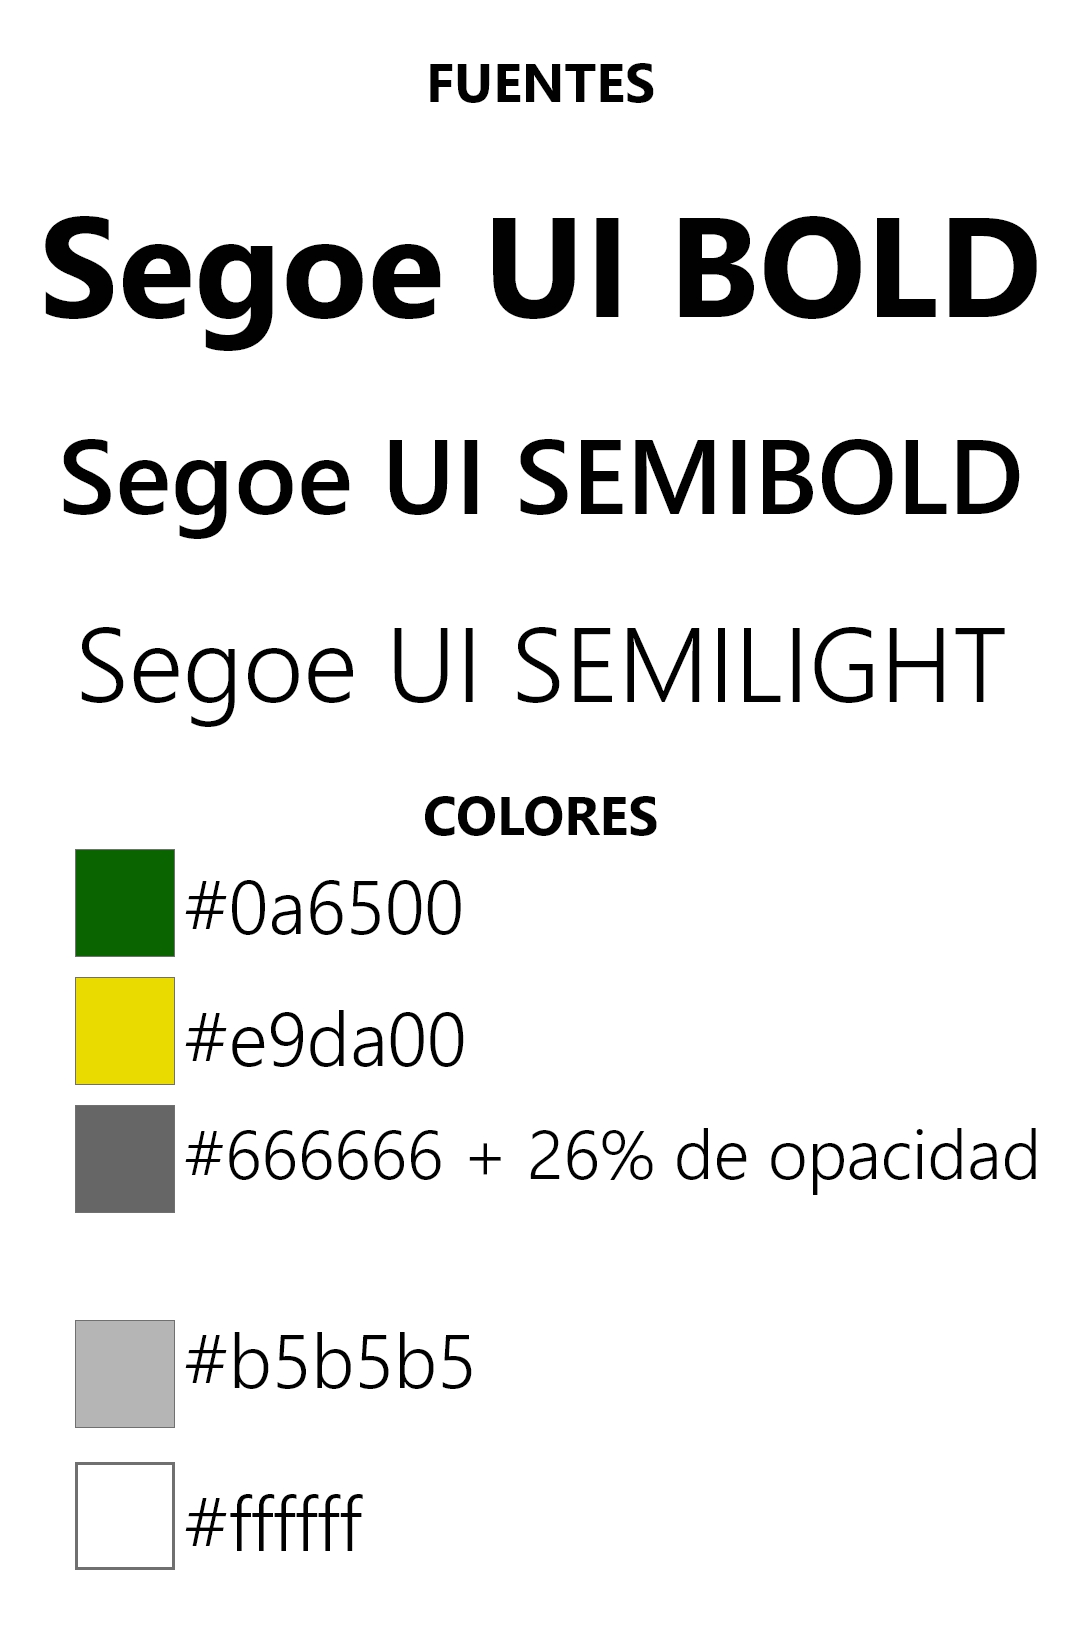 FUENTES
Segoe UI BOLD
Segoe UI SEMIBOLD
Segoe UI SEMILIGHT
COLORES
#0a6500
#e9da00
#666666 + 26% de opacidad
#b5b5b5
#ffffff